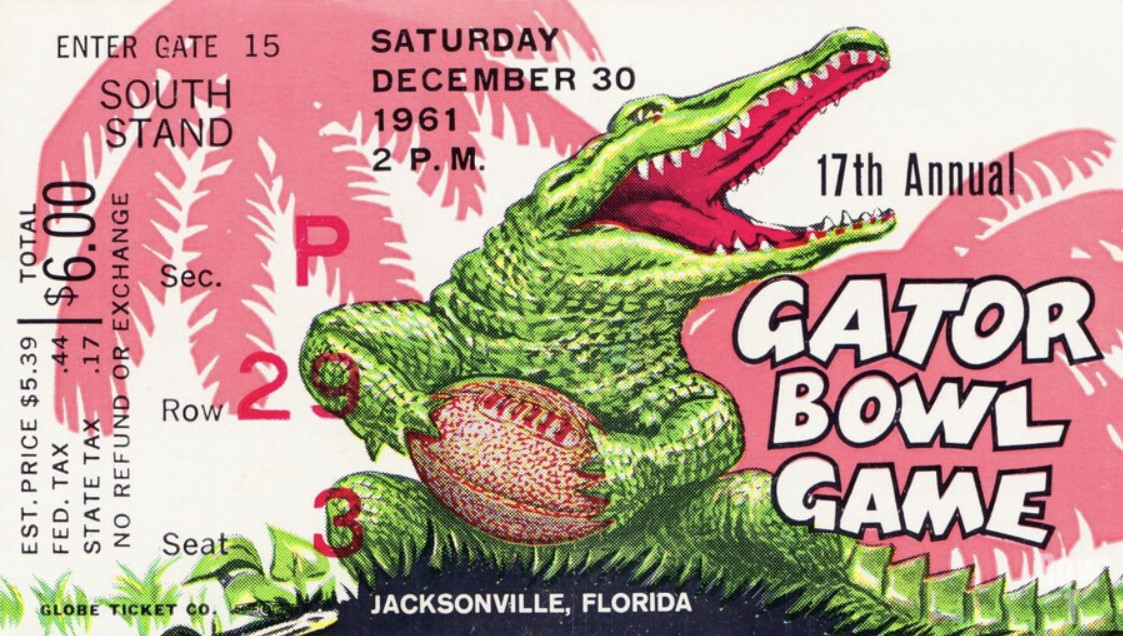 ENTER GATE 15
SOUTH
STAND
SATURDAY
DECEMBER 30
1961
2 P.M.
17th Annual
GATOR
BOWL
GAME
EST. PRICE $5.39
FED. TAX .44
STATE TAX .17
TOTAL
$6.00
NO REFUND OR EXCHANGE
Sec. P
Row 29
Seat 3
GLOBE TICKET CO.
JACKSONVILLE, FLORIDA